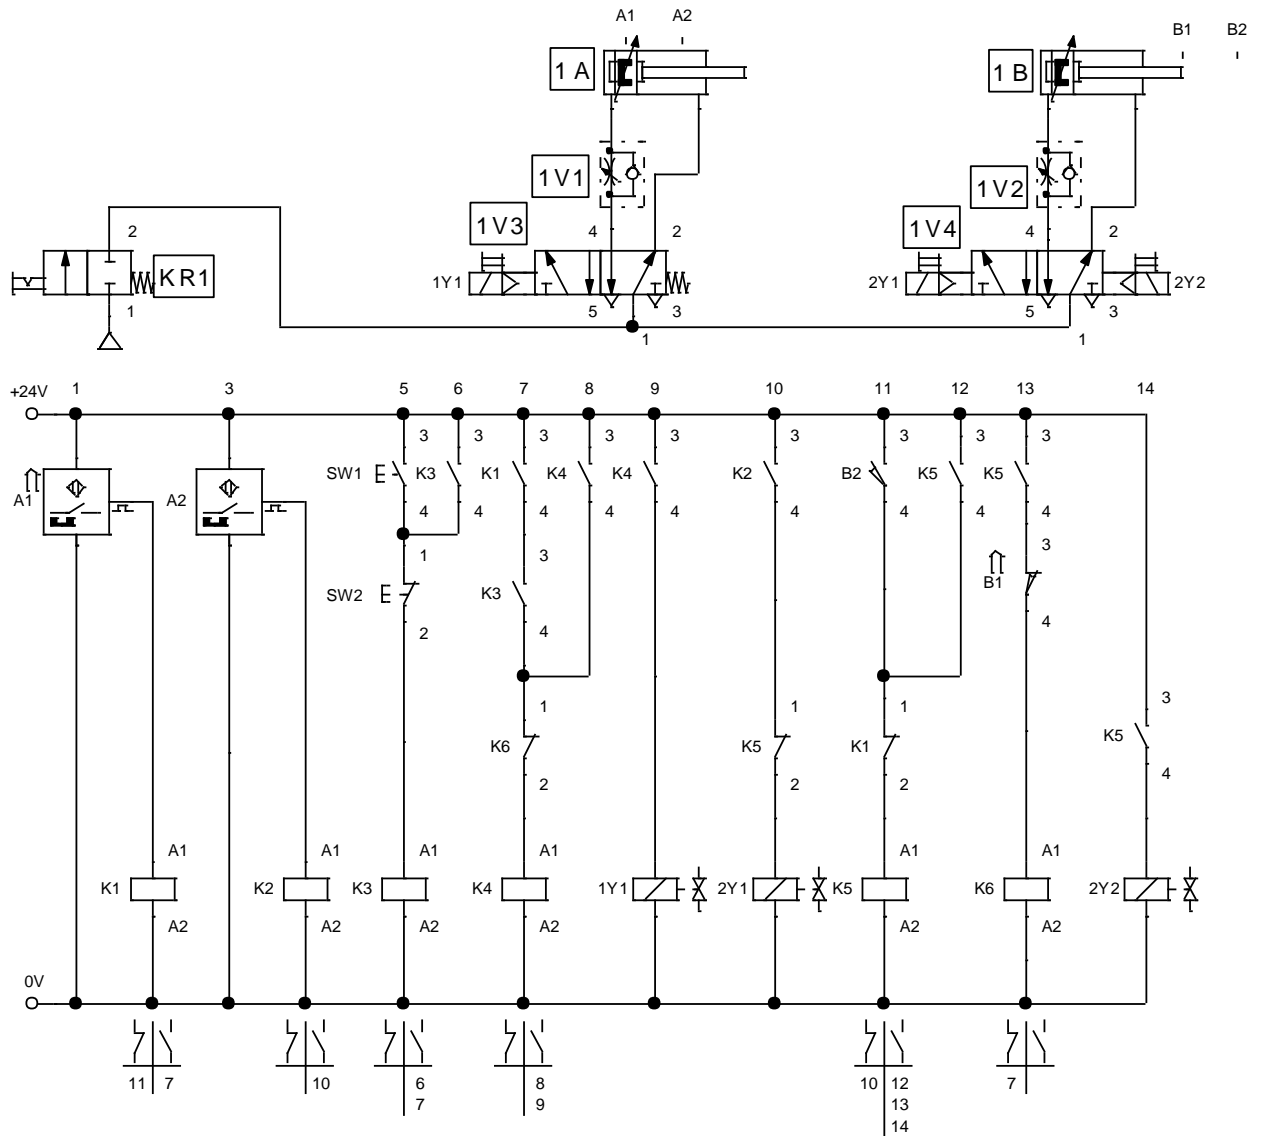 A1 A2 B1 B2
1 A 1 B
1V1 1V2
1V3 1V4
4 2 4 2
2
KR1 1Y1 2Y1 2Y2
1 5 3 5 3
1 1
+24V 1 3 5 6 7 8 9 10 11 12 13 14
3 3 3 3 3 3 3 3 3
A1 A2 SW1 K3 K1 K4 K4 K2 B2 K5 K5
4 4 4 4 4 4 4 4 4
1 3 3
SW2 K3 B1
2 4 4
1 1 1 3
K6 K5 K1 K5
2 2 2 4
A1 A1 A1 A1 A1 A1
K1 K2 K3 K4 1Y1 2Y1 K5 K6 2Y2
A2 A2 A2 A2 A2 A2
0V
11 7 10 6 8 10 12 7
7 9 13
14